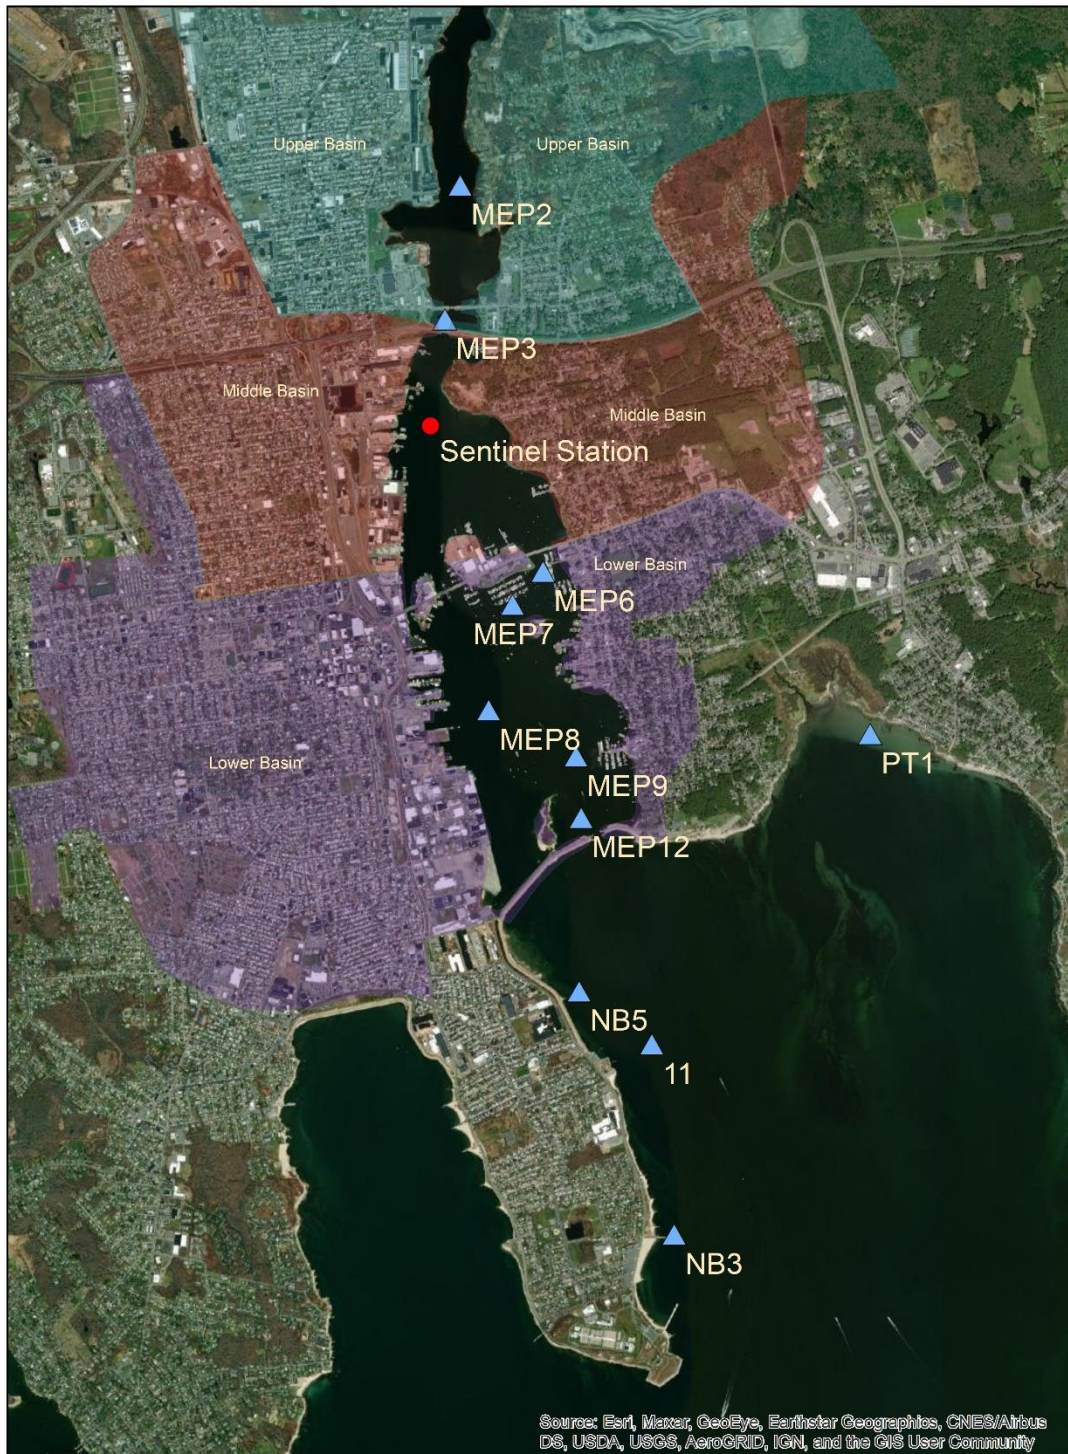 Upper Basin
Upper Basin
MEP2
MEP3
Middle Basin
Middle Basin
Sentinel Station
Lower Basin
MEP6
MEP7
MEP8
Lower Basin
MEP9
PT1
MEP12
NB5
11
NB3
Source: Esri, Maxar, GeoEye, Earthstar Geographics, CNES/Airbus
DS, USDA, USGS, AeroGRID, IGN, and the GIS User Community